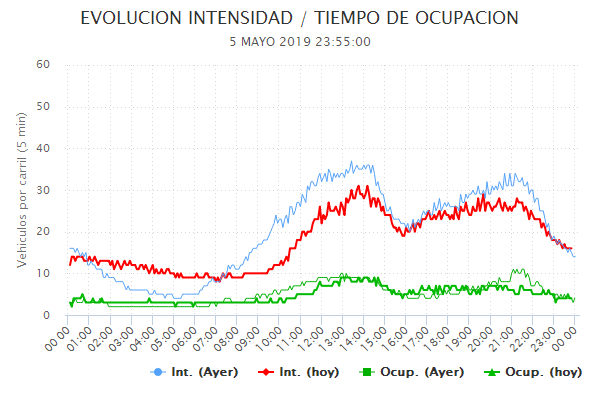 EVOLUCION INTENSIDAD / TIEMPO DE OCUPACION
5 MAYO 2019 23:55:00
Vehiculos por carril (5 min)
60
50
40
30
20
10
0
00:00 01:00 02:00 03:00 04:00 05:00 06:00 07:00 08:00 09:00 10:00 11:00 12:00 13:00 14:00 15:00 16:00 17:00 18:00 19:00 20:00 21:00 22:00 23:00 00:00
Int. (Ayer) Int. (hoy) Ocup. (Ayer) Ocup. (hoy)